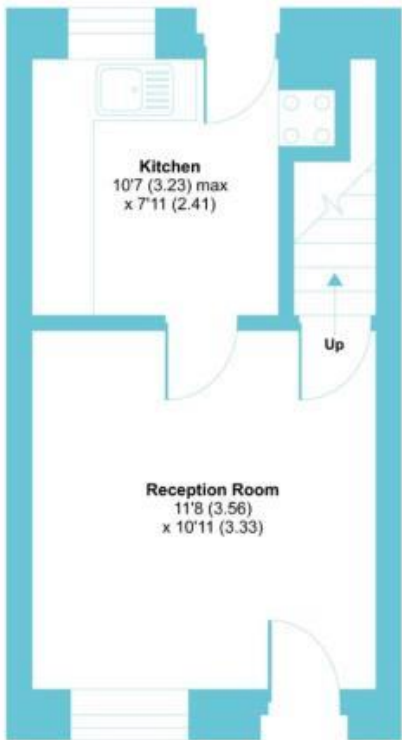 Kitchen
10'7 (3.23) max
x 7'11 (2.41)
Up
Reception Room
11'8 (3.56)
x 10'11 (3.33)